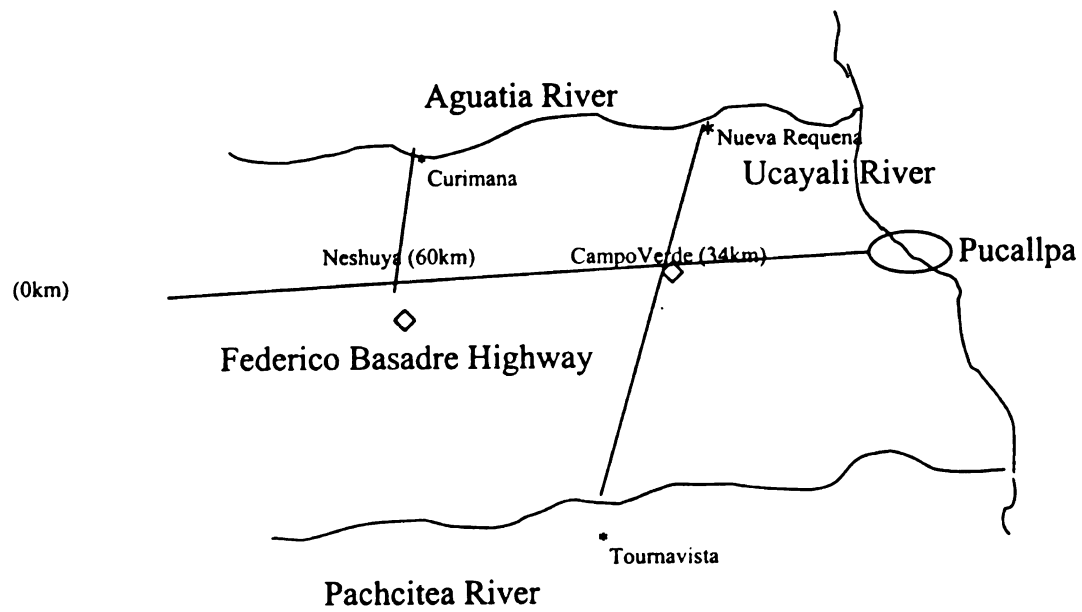 Aguatia River
* Nueva Requena
Curimana
Ucayali River
Neshuya (60km)
CampoVerde (34km)
Pucallpa
(0km)
Federico Basadre Highway
Tournavista
Pachcitea River